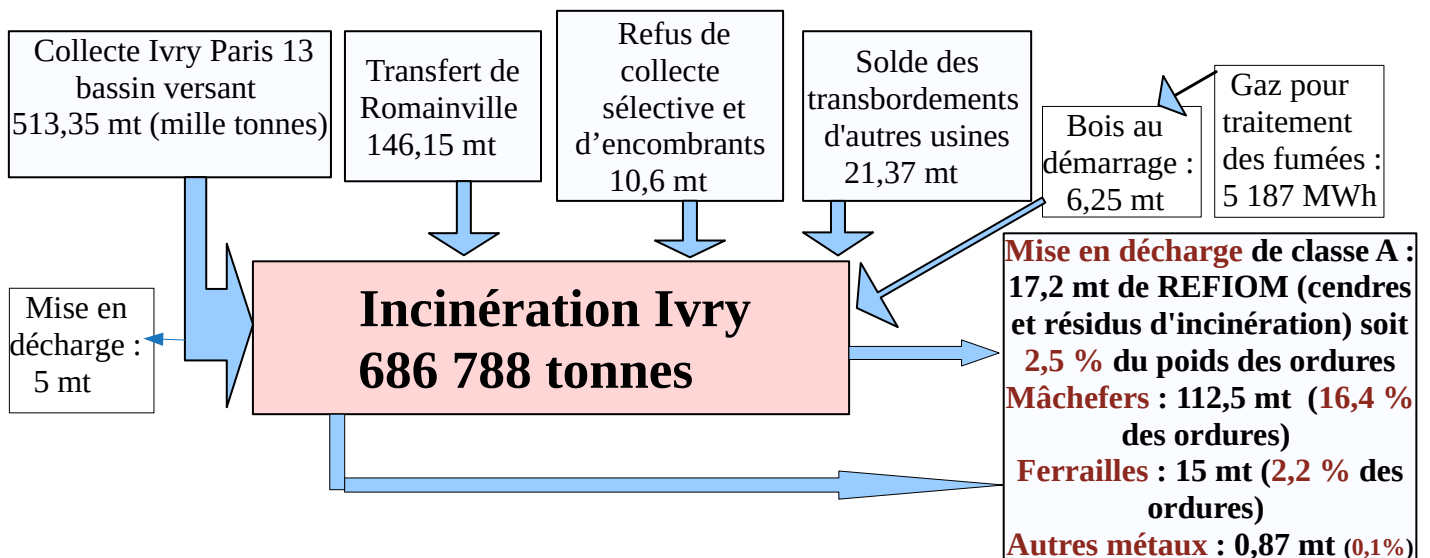 Collecte Ivry Paris 13
bassin versant
513,35 mt (mille tonnes)
Transfert de
Romainville
146,15 mt
Refus de
collecte
sélective et
d’encombrants
10,6 mt
Solde des
transbordements
d'autres usines
21,37 mt
Bois au
démarrage :
6,25 mt
Gaz pour
traitement
des fumées :
5 187 MWh
Mise en
décharge :
5 mt
Incinération Ivry
686 788 tonnes
Mise en décharge de classe A :
17,2 mt de REFIOM (cendres
et résidus d'incinération) soit
2,5 % du poids des ordures
Mâchefers : 112,5 mt (16,4 %
des ordures)
Ferrailles : 15 mt (2,2 % des
ordures)
Autres métaux : 0,87 mt (0,1%)